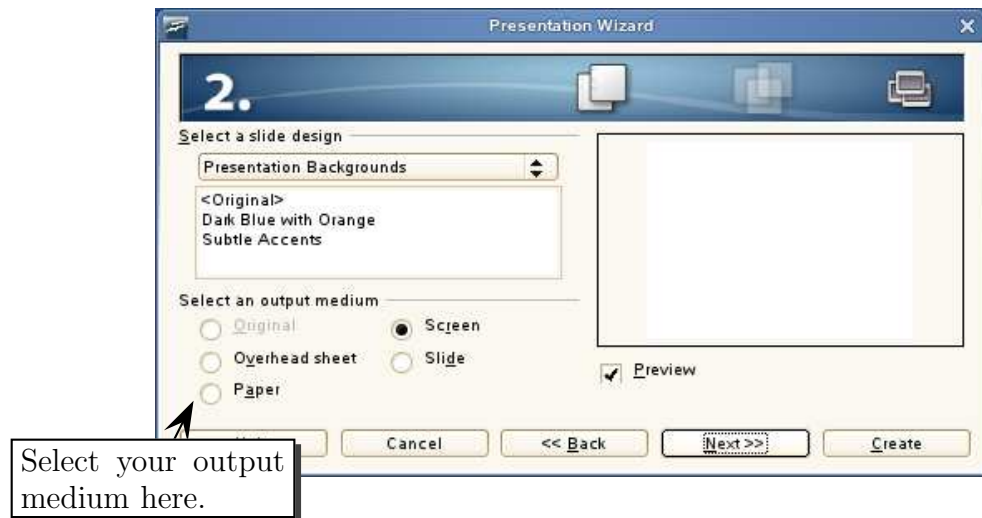 Presentation Wizard
2.
Select a slide design
Presentation Backgrounds
<Original>
Dark Blue with Orange
Subtle Accents
Select an output medium
Original
Screen
Overhead sheet
Slide
Paper
Preview
Cancel
<< Back
Next >>
Create
Select your output
medium here.